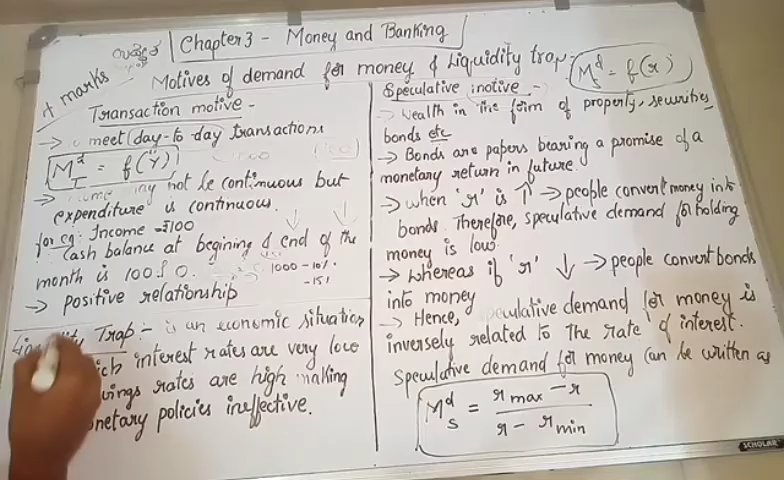 Chapter 3 - Money and Banking
4 marks
Motives of demand for money & Liquidity trap -
Transaction motive -
→ meet day-to day transactions
M d T = f(Y)
may not be continuous but
expenditure is continuous.
for eg: Income = ₹100
Cash balance at begining & end of the
month is 100 & 0.
1000 - 10%
- 15%
→ positive relationship
Trap :- is an economic situation
interest rates are very low
rates are high making
policies ineffective.
M d S = f(r)
Speculative motive -
→ Wealth in the form of property, securities,
bonds etc
→ Bonds are papers bearing a promise of a
monetary return in future.
→ when 'r' is ↑ → people convert money into
bonds. Therefore, speculative demand for holding
money is low.
→ Whereas if 'r' ↓ → people convert bonds
into money
→ Hence, speculative demand for money is
inversely related to the rate of interest.
Speculative demand for money can be written as
M d S = r max - r / r - r min
SCHOLAR